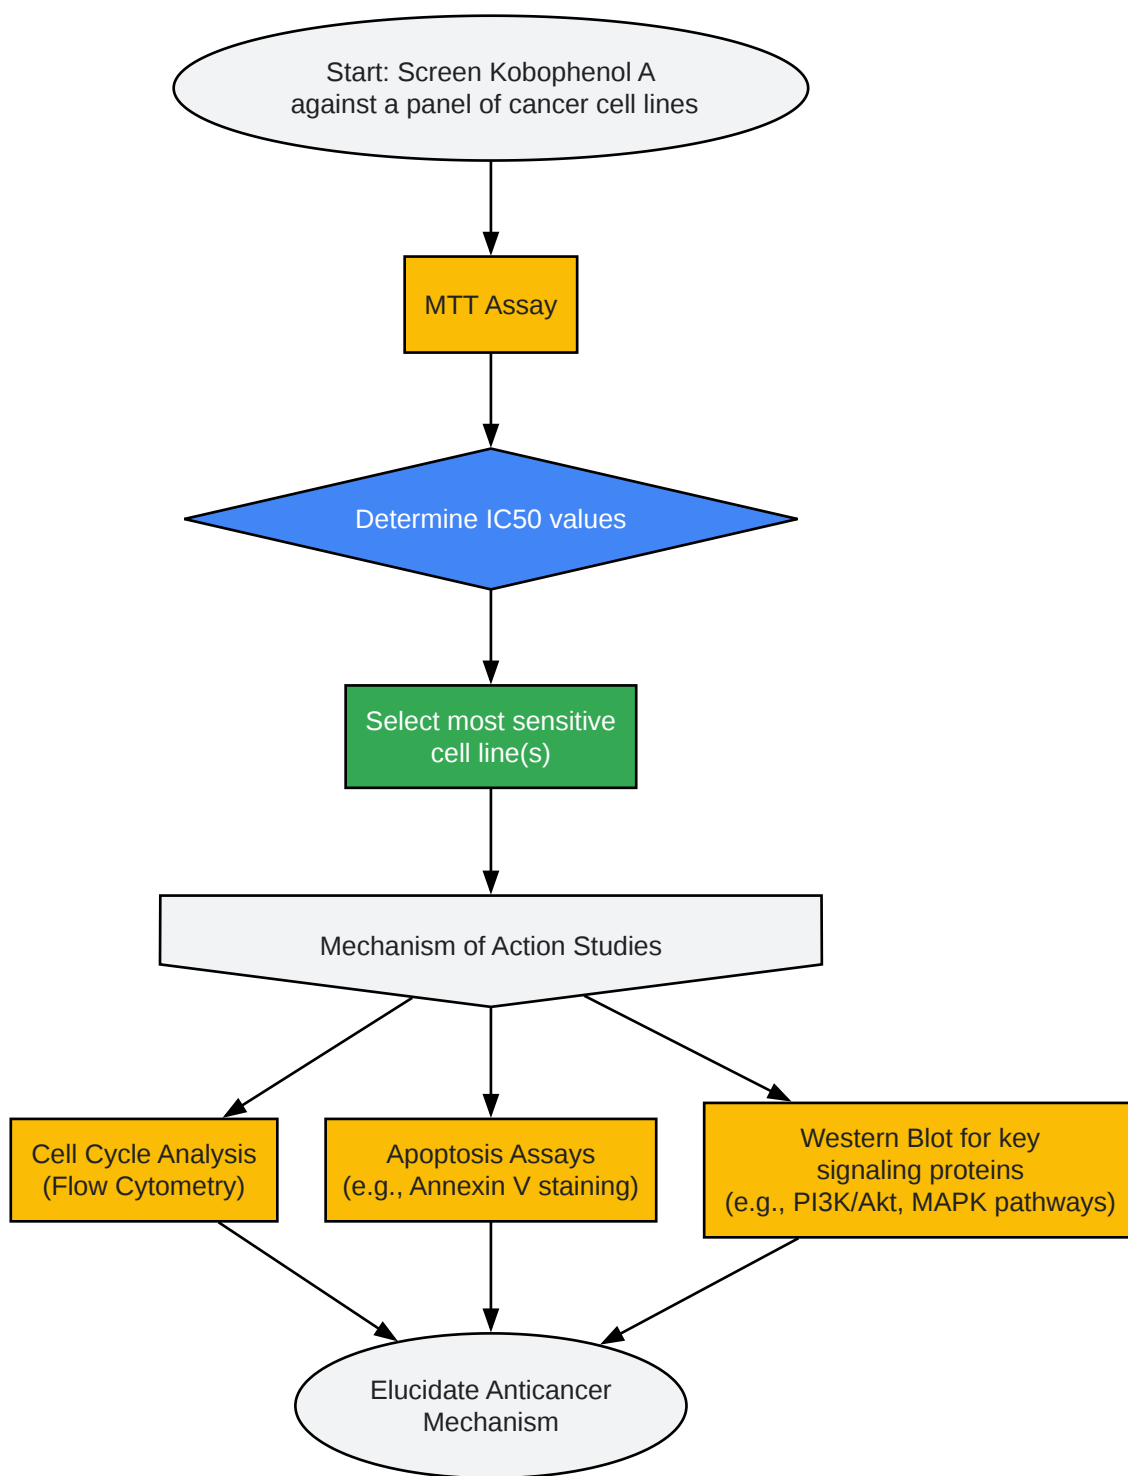 Start: Screen Kobophenol A
against a panel of cancer cell lines
MTT Assay
Determine IC50 values
Select most sensitive
cell line(s)
Mechanism of Action Studies
Cell Cycle Analysis
(Flow Cytometry)
Apoptosis Assays
(e.g., Annexin V staining)
Western Blot for key
signaling proteins
(e.g., PI3K/Akt, MAPK pathways)
Elucidate Anticancer
Mechanism